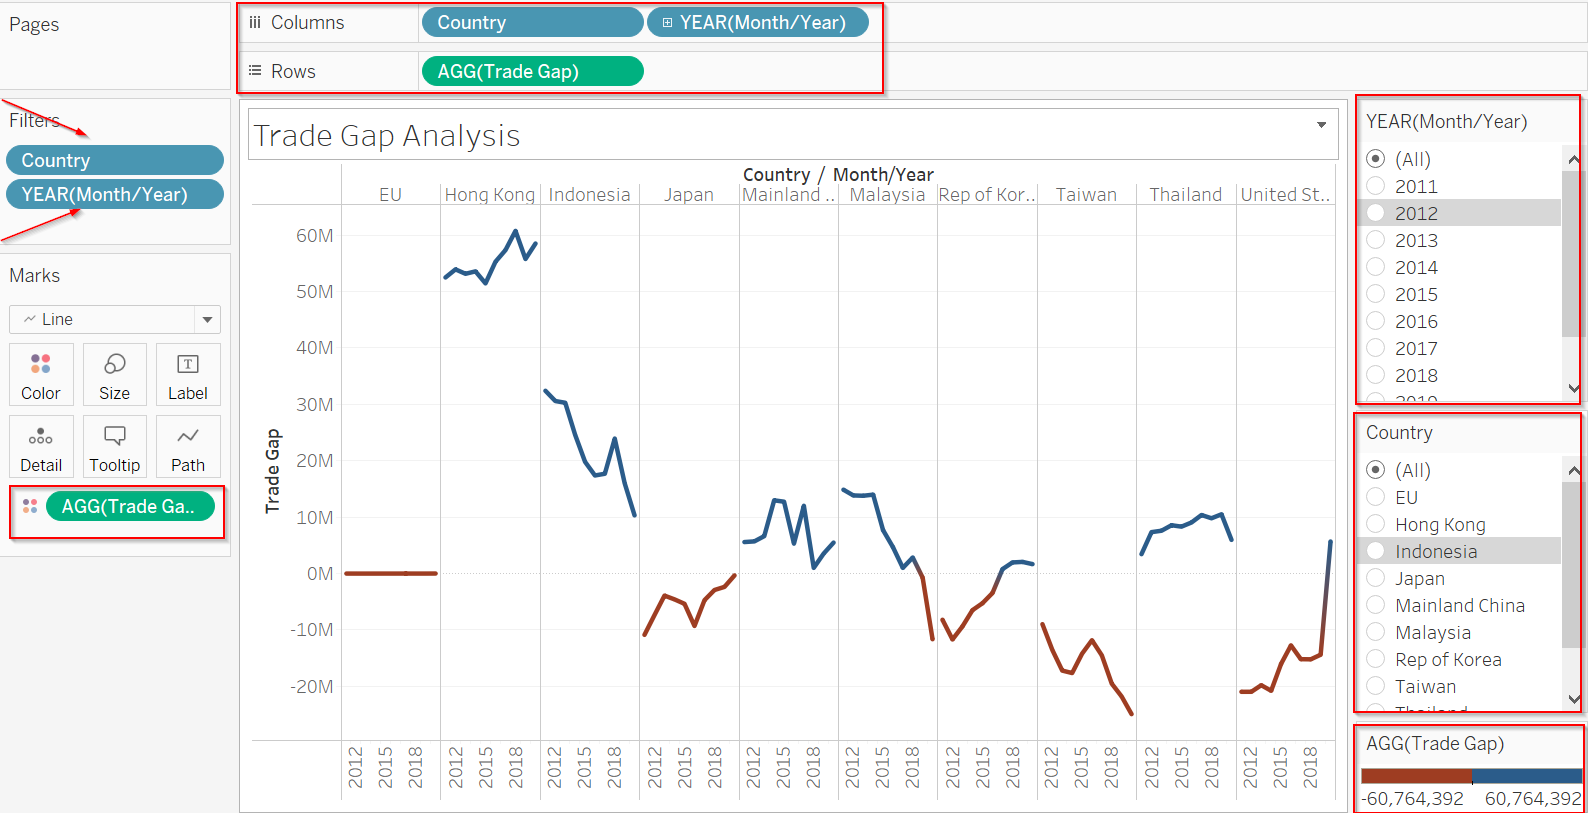 Pages
Columns
Country
YEAR(Month/Year)
Rows
AGG(Trade Gap)
Filters
Country
YEAR(Month/Year)
Marks
Line
Color
Size
Label
Detail
Tooltip
Path
AGG(Trade Ga..
Trade Gap Analysis
Country / Month/Year
EU
Hong Kong
Indonesia
Japan
Mainland ..
Malaysia
Rep of Kor..
Taiwan
Thailand
United St..
Trade Gap
60M
50M
40M
30M
20M
10M
0M
-10M
-20M
2012 2015 2018
2012 2015 2018
2012 2015 2018
2012 2015 2018
2012 2015 2018
2012 2015 2018
2012 2015 2018
2012 2015 2018
2012 2015 2018
2012 2015 2018
YEAR(Month/Year)
(All)
2011
2012
2013
2014
2015
2016
2017
2018
2019
Country
(All)
EU
Hong Kong
Indonesia
Japan
Mainland China
Malaysia
Rep of Korea
Taiwan
Thailand
AGG(Trade Gap)
-60,764,392 60,764,392